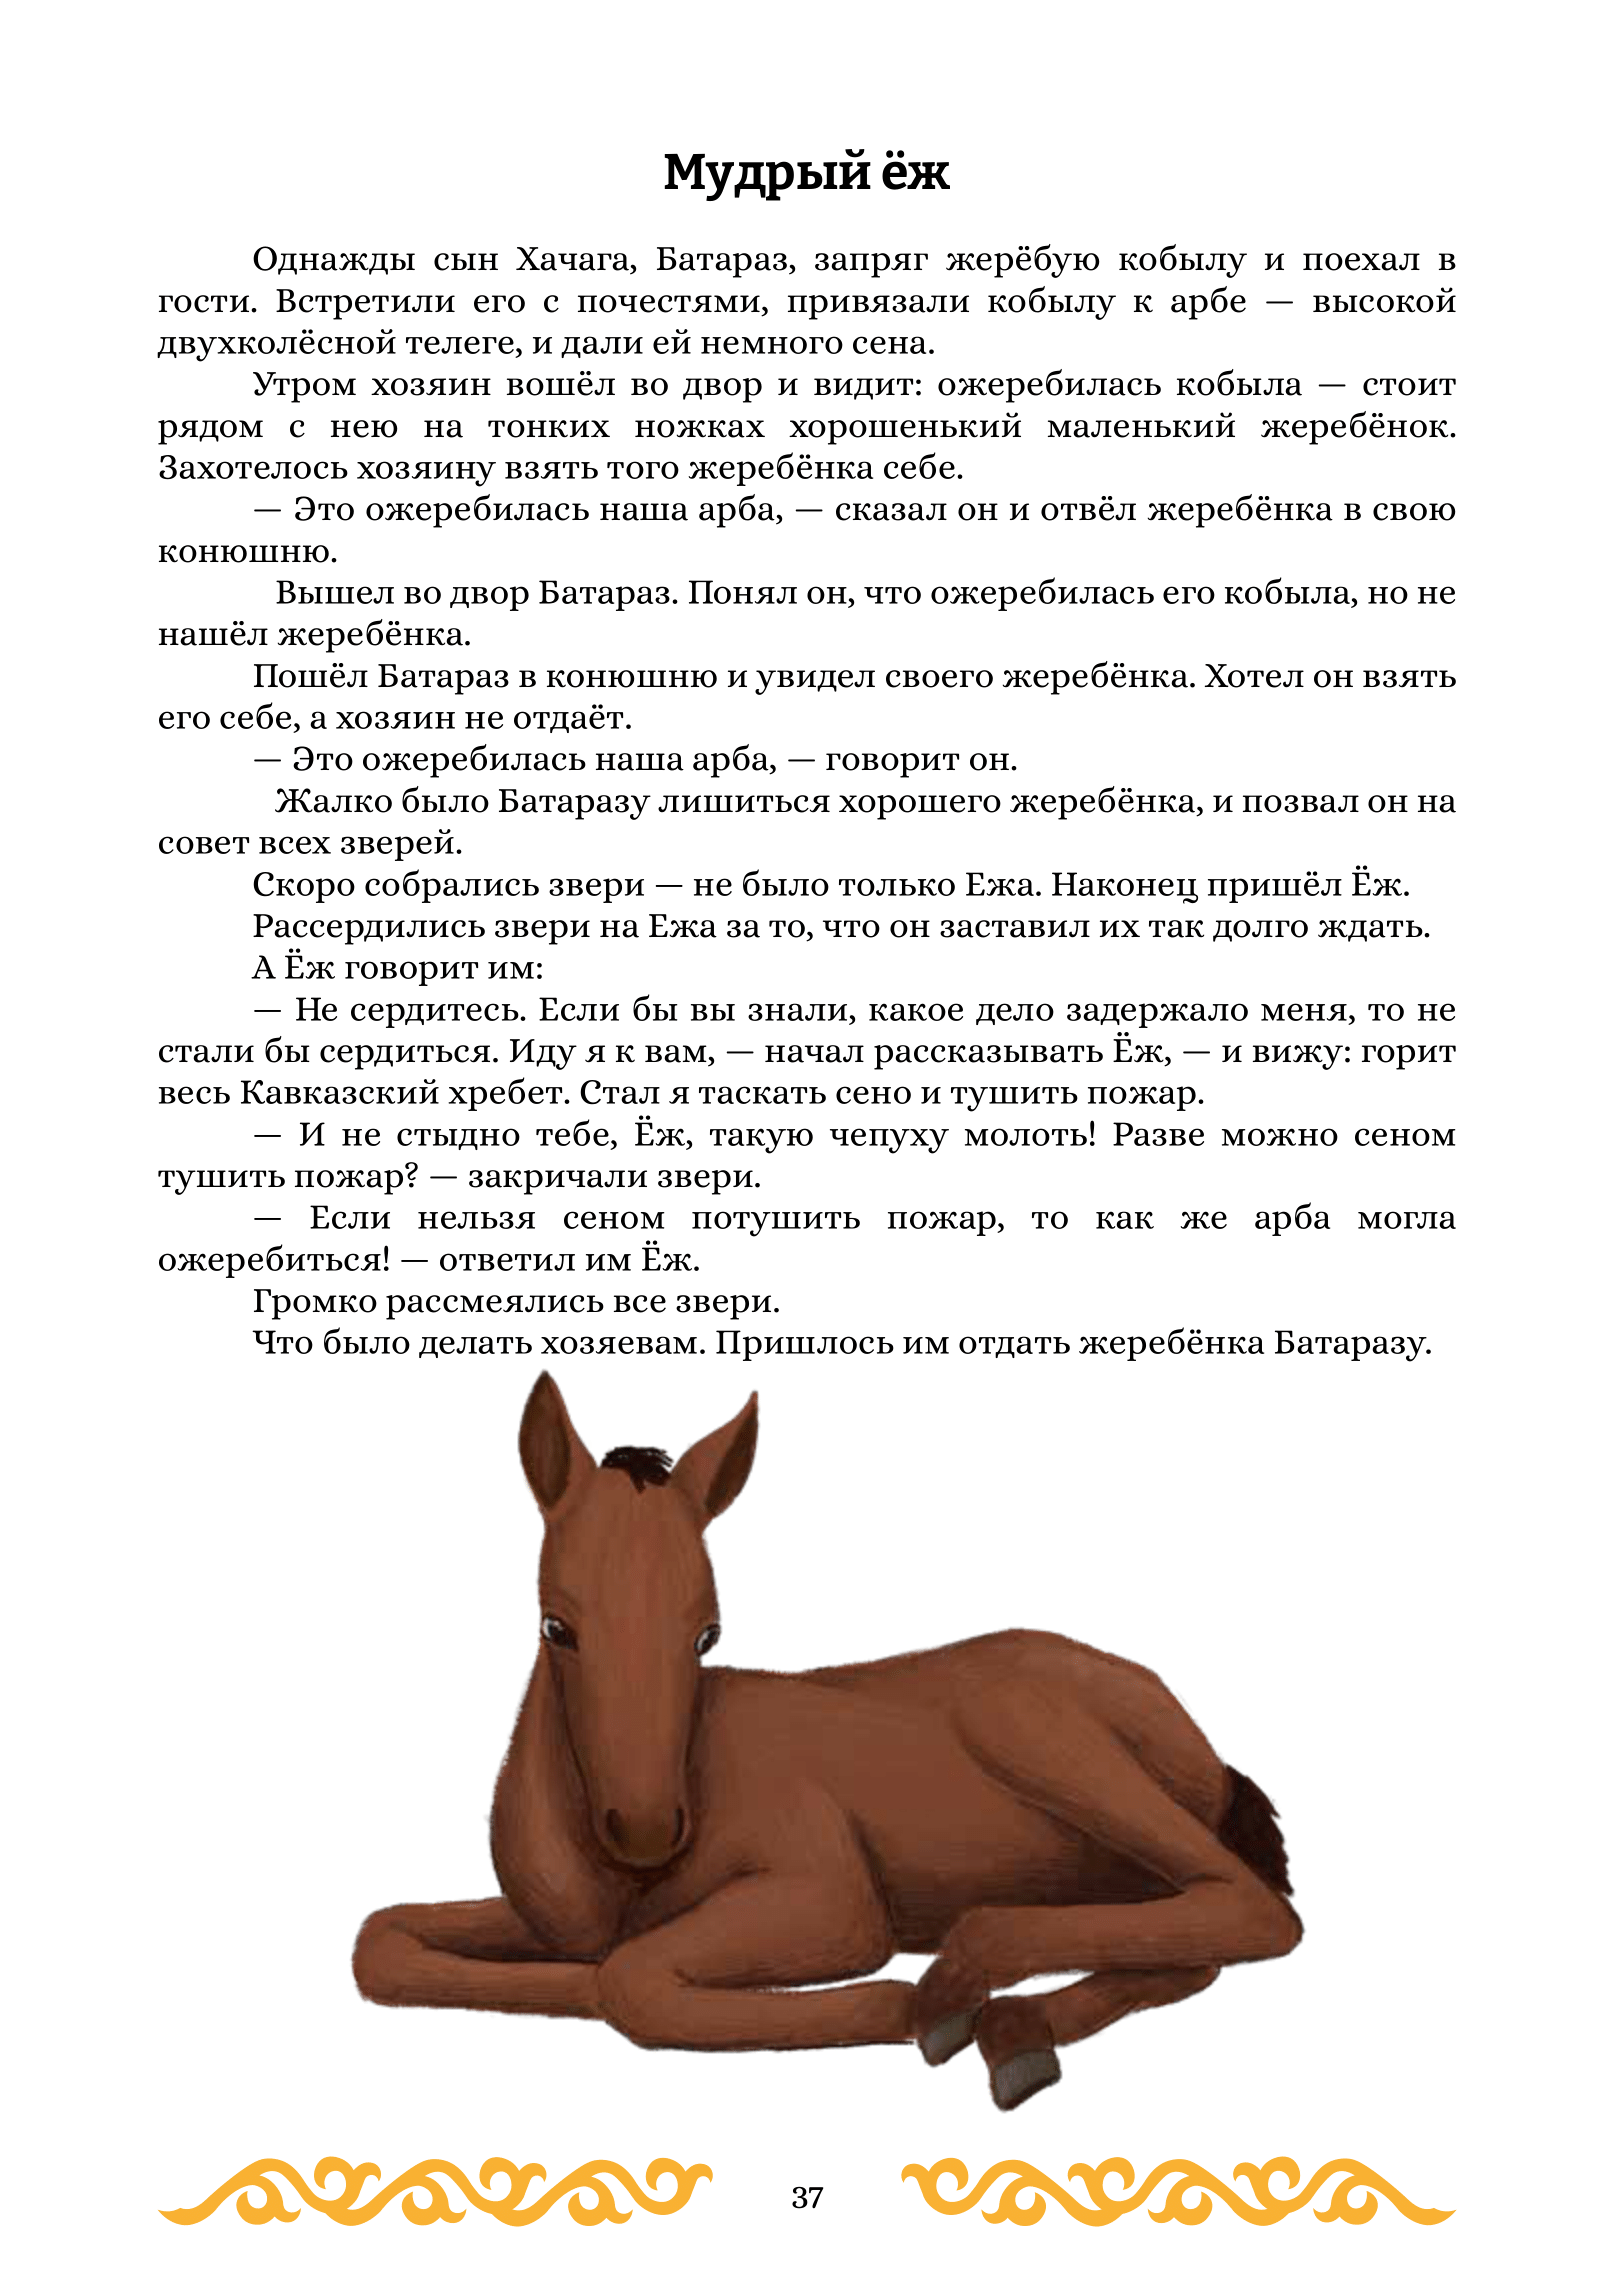 Мудрый ёж
Однажды сын Хачага, Батараз, запряг жерёбую кобылу и поехал в
гости. Встретили его с почестями, привязали кобылу к арбе — высокой
двухколёсной телеге, и дали ей немного сена.
Утром хозяин вошёл во двор и видит: ожеребилась кобыла — стоит
рядом с нею на тонких ножках хорошенький маленький жеребёнок.
Захотелось хозяину взять того жеребёнка себе.
— Это ожеребилась наша арба, — сказал он и отвёл жеребёнка в свою
конюшню.
Вышел во двор Батараз. Понял он, что ожеребилась его кобыла, но не
нашёл жеребёнка.
Пошёл Батараз в конюшню и увидел своего жеребёнка. Хотел он взять
его себе, а хозяин не отдаёт.
— Это ожеребилась наша арба, — говорит он.
Жалко было Батаразу лишиться хорошего жеребёнка, и позвал он на
совет всех зверей.
Скоро собрались звери — не было только Ежа. Наконец пришёл Ёж.
Рассердились звери на Ежа за то, что он заставил их так долго ждать.
А Ёж говорит им:
— Не сердитесь. Если бы вы знали, какое дело задержало меня, то не
стали бы сердиться. Иду я к вам, — начал рассказывать Ёж, — и вижу: горит
весь Кавказский хребет. Стал я таскать сено и тушить пожар.
— И не стыдно тебе, Ёж, такую чепуху молоть! Разве можно сеном
тушить пожар? — закричали звери.
— Если нельзя сеном потушить пожар, то как же арба могла
ожеребиться! — ответил им Ёж.
Громко рассмеялись все звери.
Что было делать хозяевам. Пришлось им отдать жеребёнка Батаразу.
37